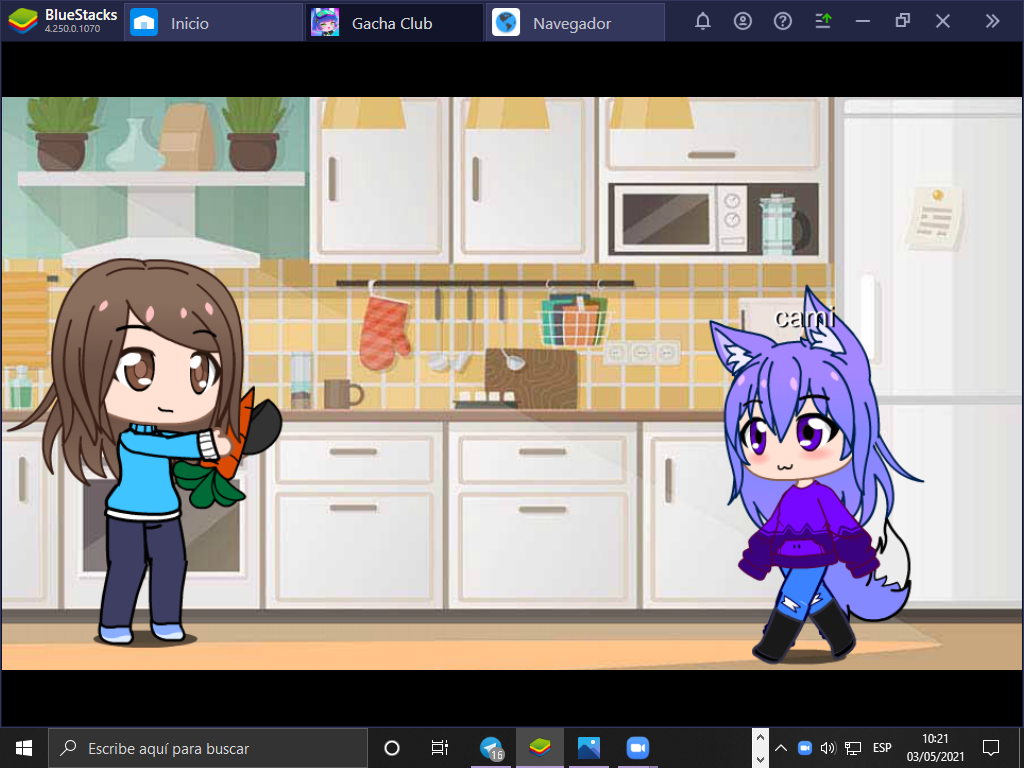 BlueStacks
4.250.0.1070
Inicio
Gacha Club
Navegador
cami
Escribe aquí para buscar
16
ESP
10:21
03/05/2021